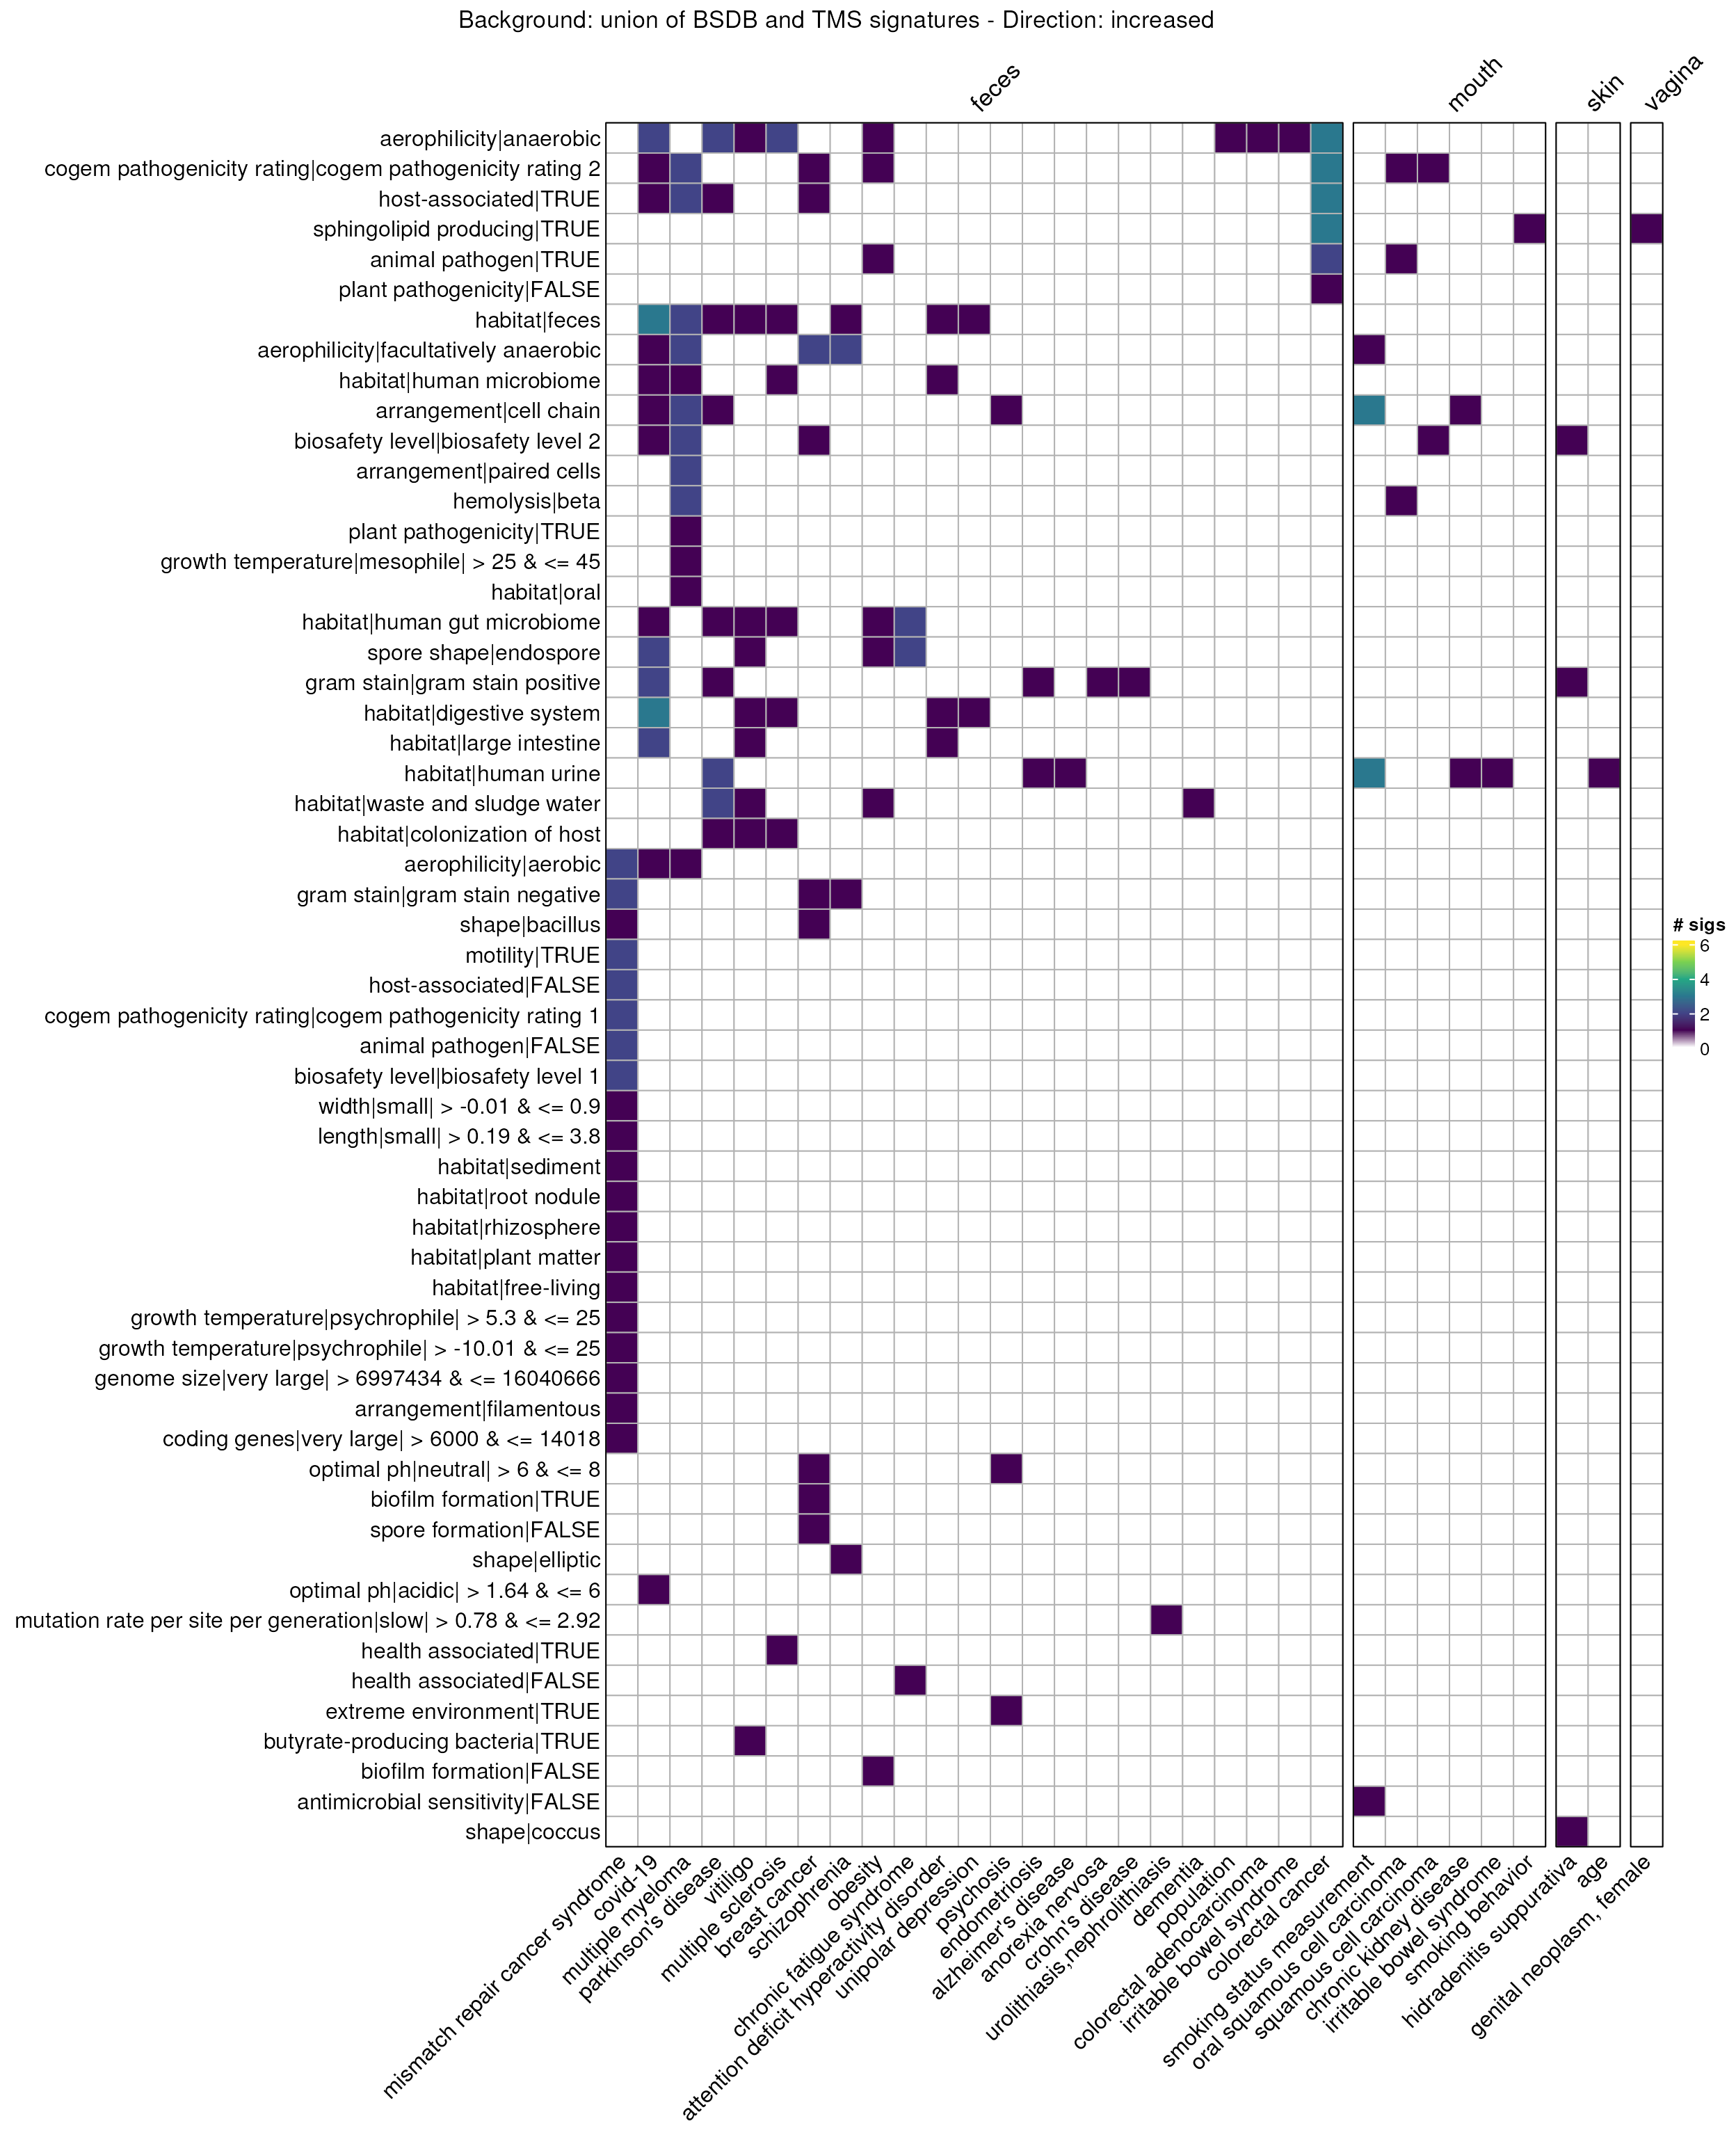 Background: union of BSDB and TMS signatures - Direction: increased
feces
mouth
skin
vagina
aerophilicity|anaerobic
cogem pathogenicity rating|cogem pathogenicity rating 2
host-associated|TRUE
sphingolipid producing|TRUE
animal pathogen|TRUE
plant pathogenicity|FALSE
habitat|feces
aerophilicity|facultatively anaerobic
habitat|human microbiome
arrangement|cell chain
biosafety level|biosafety level 2
arrangement|paired cells
hemolysis|beta
plant pathogenicity|TRUE
growth temperature|mesophile| > 25 & <= 45
habitat|oral
habitat|human gut microbiome
spore shape|endospore
gram stain|gram stain positive
habitat|digestive system
habitat|large intestine
habitat|human urine
habitat|waste and sludge water
habitat|colonization of host
aerophilicity|aerobic
gram stain|gram stain negative
shape|bacillus
motility|TRUE
host-associated|FALSE
cogem pathogenicity rating|cogem pathogenicity rating 1
animal pathogen|FALSE
biosafety level|biosafety level 1
width|small| > -0.01 & <= 0.9
length|small| > 0.19 & <= 3.8
habitat|sediment
habitat|root nodule
habitat|rhizosphere
habitat|plant matter
habitat|free-living
growth temperature|psychrophile| > 5.3 & <= 25
growth temperature|psychrophile| > -10.01 & <= 25
genome size|very large| > 6997434 & <= 16040666
arrangement|filamentous
coding genes|very large| > 6000 & <= 14018
optimal ph|neutral| > 6 & <= 8
biofilm formation|TRUE
spore formation|FALSE
shape|elliptic
optimal ph|acidic| > 1.64 & <= 6
mutation rate per site per generation|slow| > 0.78 & <= 2.92
health associated|TRUE
health associated|FALSE
extreme environment|TRUE
butyrate-producing bacteria|TRUE
biofilm formation|FALSE
antimicrobial sensitivity|FALSE
shape|coccus
# sigs
6
4
2
0
mismatch repair cancer syndrome
covid-19
multiple myeloma
parkinson's disease
vitiligo
multiple sclerosis
breast cancer
schizophrenia
obesity
chronic fatigue syndrome
attention deficit hyperactivity disorder
unipolar depression
psychosis
endometriosis
alzheimer's disease
anorexia nervosa
crohn's disease
urolithiasis,nephrolithiasis
dementia
population
colorectal adenocarcinoma
irritable bowel syndrome
colorectal cancer
smoking status measurement
oral squamous cell carcinoma
squamous cell carcinoma
chronic kidney disease
irritable bowel syndrome
smoking behavior
hidradenitis suppurativa
age
genital neoplasm, female